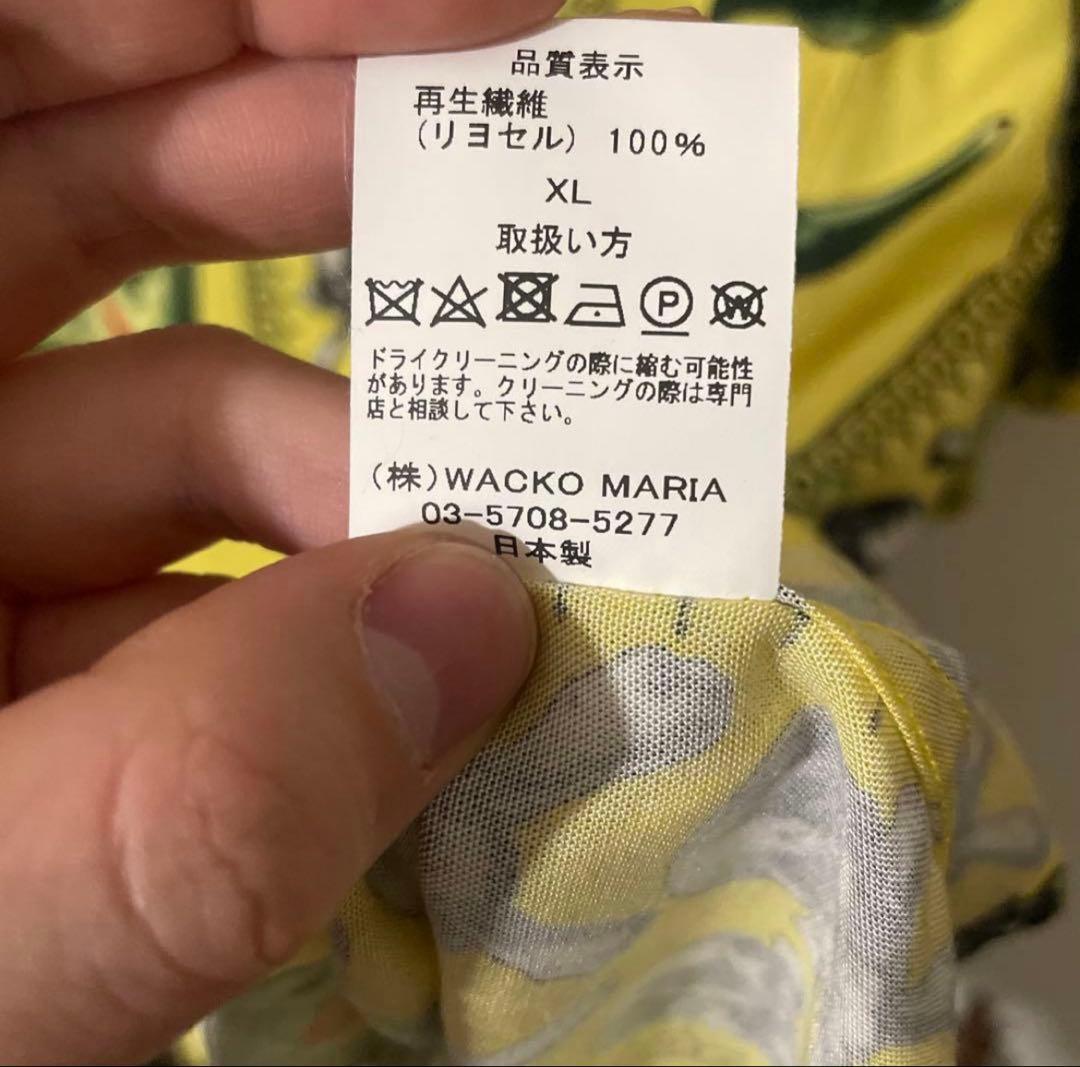 品質表示
再生繊維
(リヨセル) 100%
XL
取扱い方
P W
ドライクリーニングの際に縮む可能性
があります。クリーニングの際は専門
店と相談して下さい。
(株)WACKO MARIA
03-5708-5277
日本製